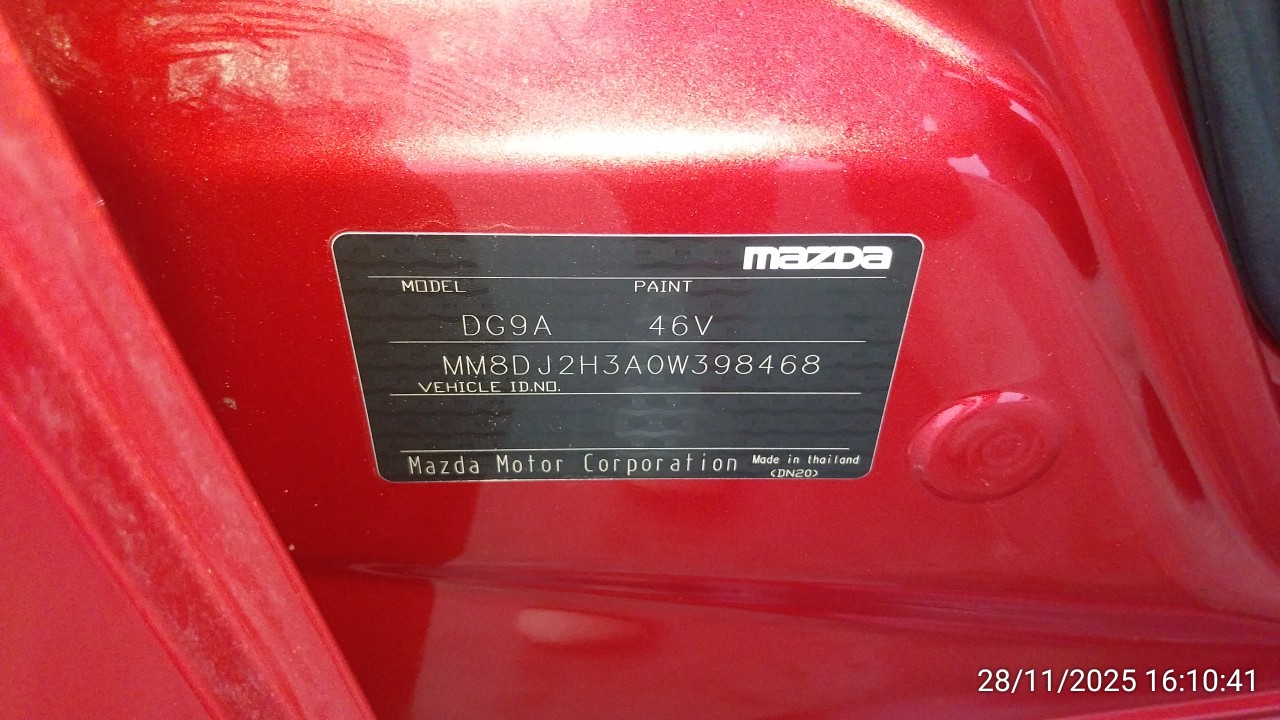 mazda
MODEL PAINT
DG9A 46V
MM8DJ2H3A0W398468
VEHICLE ID.NO.
Mazda Motor Corporation Made in thailand
<DN20>
28/11/2025 16:10:41